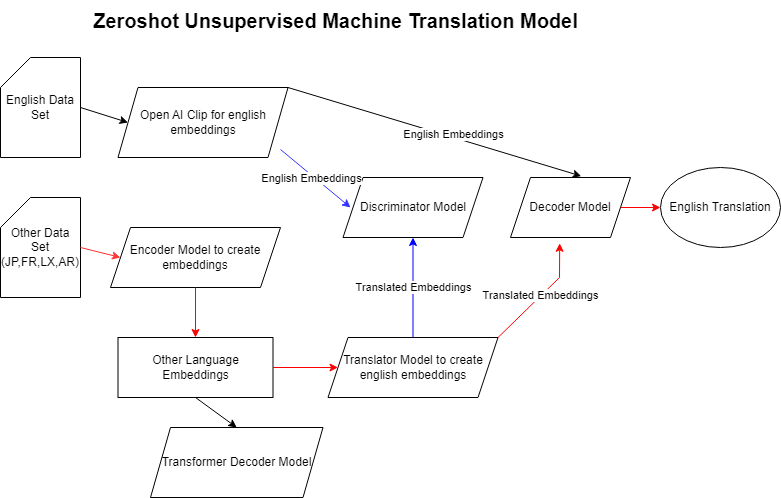 Zeroshot Unsupervised Machine Translation Model
English Data
Set
Open AI Clip for english
embeddings
English Embeddings
English Embeddings
Other Data
Set
(JP,FR,LX,AR)
Encoder Model to create
embeddings
Discriminator Model
Decoder Model
English Translation
Translated Embeddings
Translated Embeddings
Other Language
Embeddings
Translator Model to create
english embeddings
Transformer Decoder Model